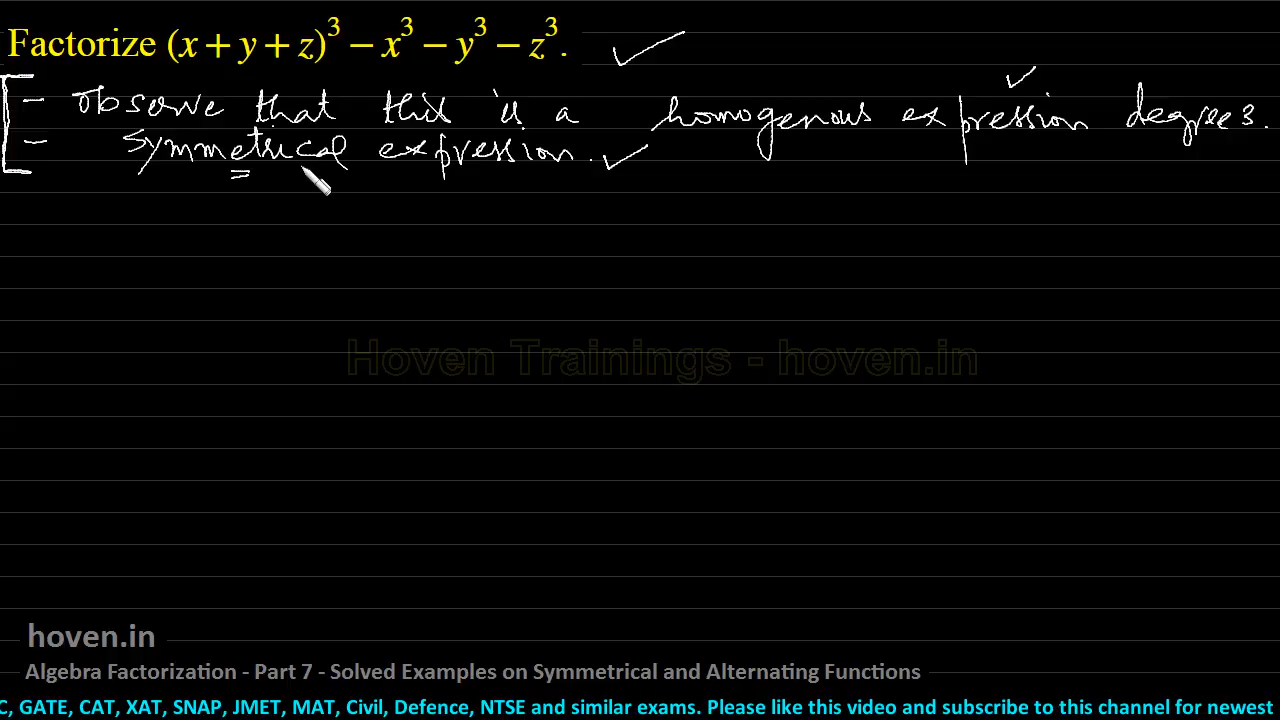 Factorize (x + y + z)³ − x³ − y³ − z³. ✓
- Observe that this is a homogenous expression degree 3.
- Symmetrical expression. ✓
Hoven Trainings - hoven.in
hoven.in
Algebra Factorization - Part 7 - Solved Examples on Symmetrical and Alternating Functions
C, GATE, CAT, XAT, SNAP, JMET, MAT, Civil, Defence, NTSE and similar exams. Please like this video and subscribe to this channel for newest